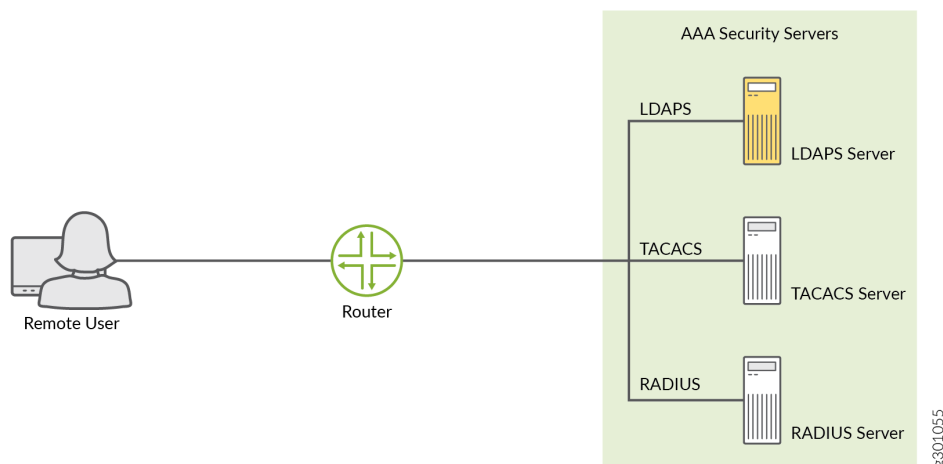 AAA Security Servers
LDAPS
LDAPS Server
TACACS
TACACS Server
Remote User
Router
RADIUS
RADIUS Server